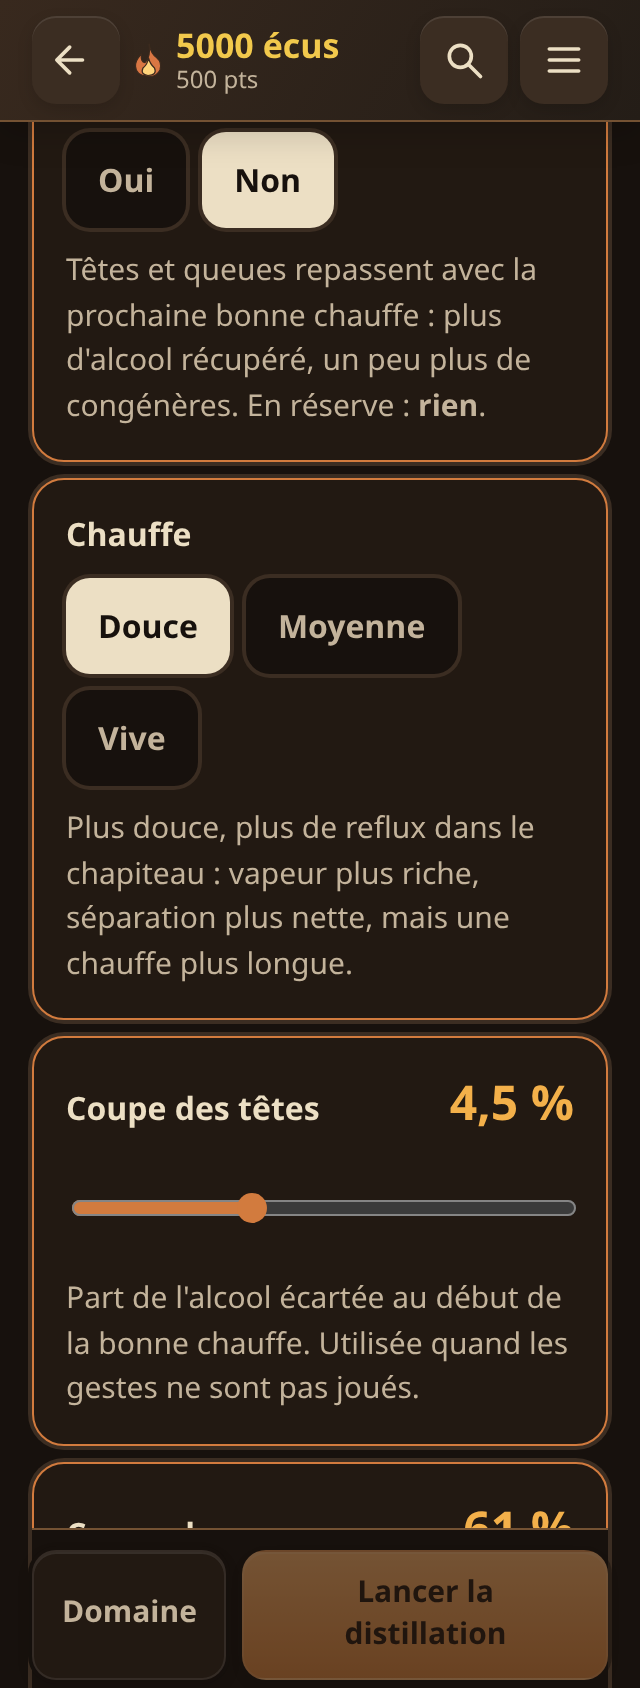 5000 écus
500 pts
Oui
Non
Têtes et queues repassent avec la
prochaine bonne chauffe : plus
d'alcool récupéré, un peu plus de
congénères. En réserve : rien.
Chauffe
Douce
Moyenne
Vive
Plus douce, plus de reflux dans le
chapiteau : vapeur plus riche,
séparation plus nette, mais une
chauffe plus longue.
Coupe des têtes
4,5 %
Part de l'alcool écartée au début de
la bonne chauffe. Utilisée quand les
gestes ne sont pas joués.
61 %
Domaine
Lancer la
distillation